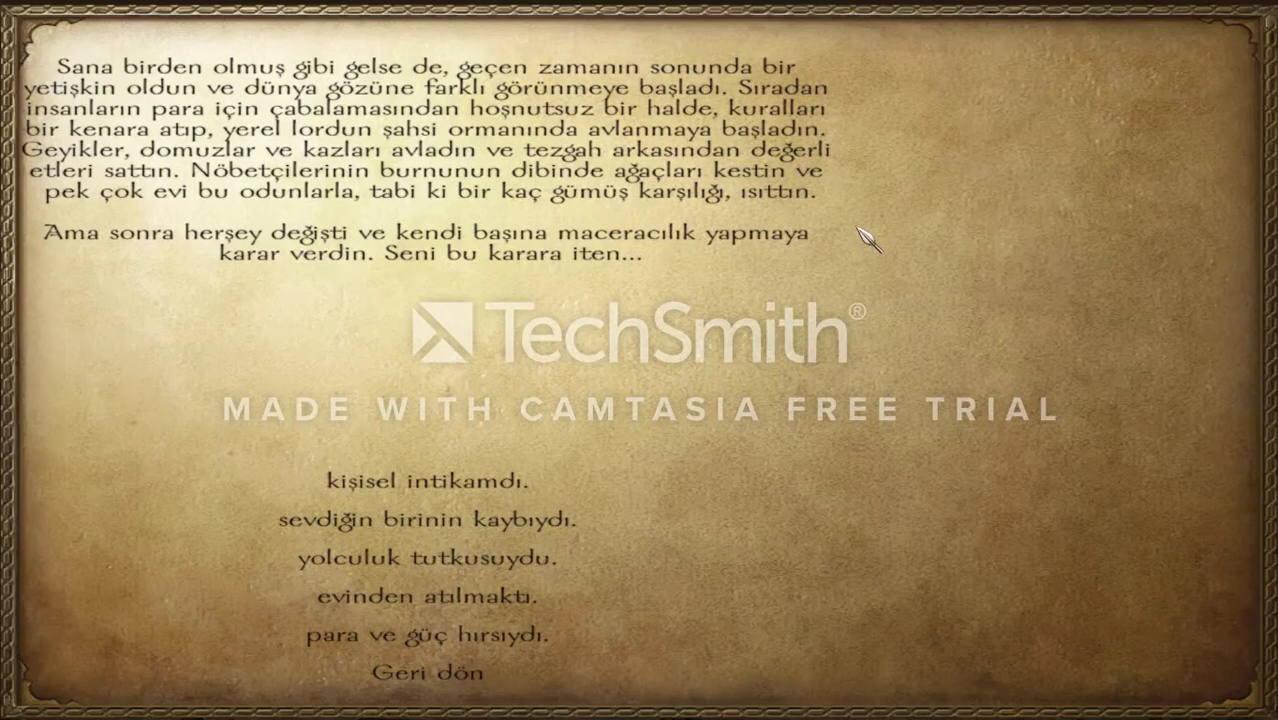 Sana birden olmuş gibi gelse de, geçen zamanın sonunda bir
yetişkin oldun ve dünya gözüne farklı görünmeye başladı. Sıradan
insanların para için çabalamasından hoşnutsuz bir halde, kuralları
bir kenara atıp, yerel lordun şahsi ormanında avlanmaya başladın.
Geyikler, domuzlar ve kazları avladın ve tezgah arkasından değerli
etleri sattın. Nöbetçilerinin burnunun dibinde ağaçları kestin ve
pek çok evi bu odunlarla, tabi ki bir kaç gümüş karşılığı, ısıttın.
Ama sonra herşey değişti ve kendi başına maceracılık yapmaya
karar verdin. Seni bu karara iten...
TechSmith®
MADE WITH CAMTASIA FREE TRIAL
kişisel intikamdı.
sevdiğin birinin kaybıydı.
yolculuk tutkusuydu.
evinden atılmaktı.
para ve güç hırsıydı.
Geri dön